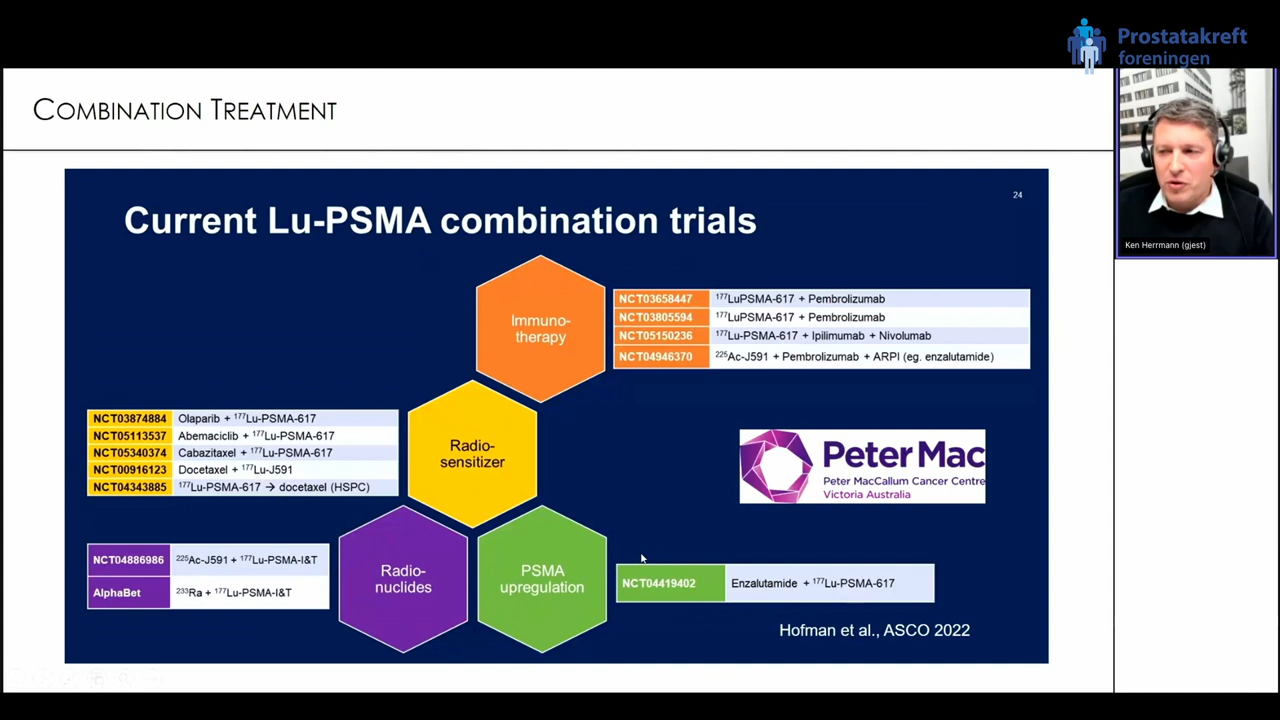 Prostatakreft
foreningen
COMBINATION TREATMENT
Ken Herrmann (gjest)
24
Current Lu-PSMA combination trials
Immuno-
therapy
NCT03658447 ¹⁷⁷LuPSMA-617 + Pembrolizumab
NCT03805594 ¹⁷⁷LuPSMA-617 + Pembrolizumab
NCT05150236 ¹⁷⁷Lu-PSMA-617 + Ipilimumab + Nivolumab
NCT04946370 ²²⁵Ac-J591 + Pembrolizumab + ARPI (eg. enzalutamide)
NCT03874884 Olaparib + ¹⁷⁷Lu-PSMA-617
NCT05113537 Abemaciclib + ¹⁷⁷Lu-PSMA-617
NCT05340374 Cabazitaxel + ¹⁷⁷Lu-PSMA-617
NCT00916123 Docetaxel + ¹⁷⁷Lu-J591
NCT04343885 ¹⁷⁷Lu-PSMA-617 → docetaxel (HSPC)
Radio-
sensitizer
Peter Mac
Peter MacCallum Cancer Centre
Victoria Australia
NCT04886986 ²²⁵Ac-J591 + ¹⁷⁷Lu-PSMA-I&T
AlphaBet ²³³Ra + ¹⁷⁷Lu-PSMA-I&T
Radio-
nuclides
PSMA
upregulation
NCT04419402 Enzalutamide + ¹⁷⁷Lu-PSMA-617
Hofman et al., ASCO 2022